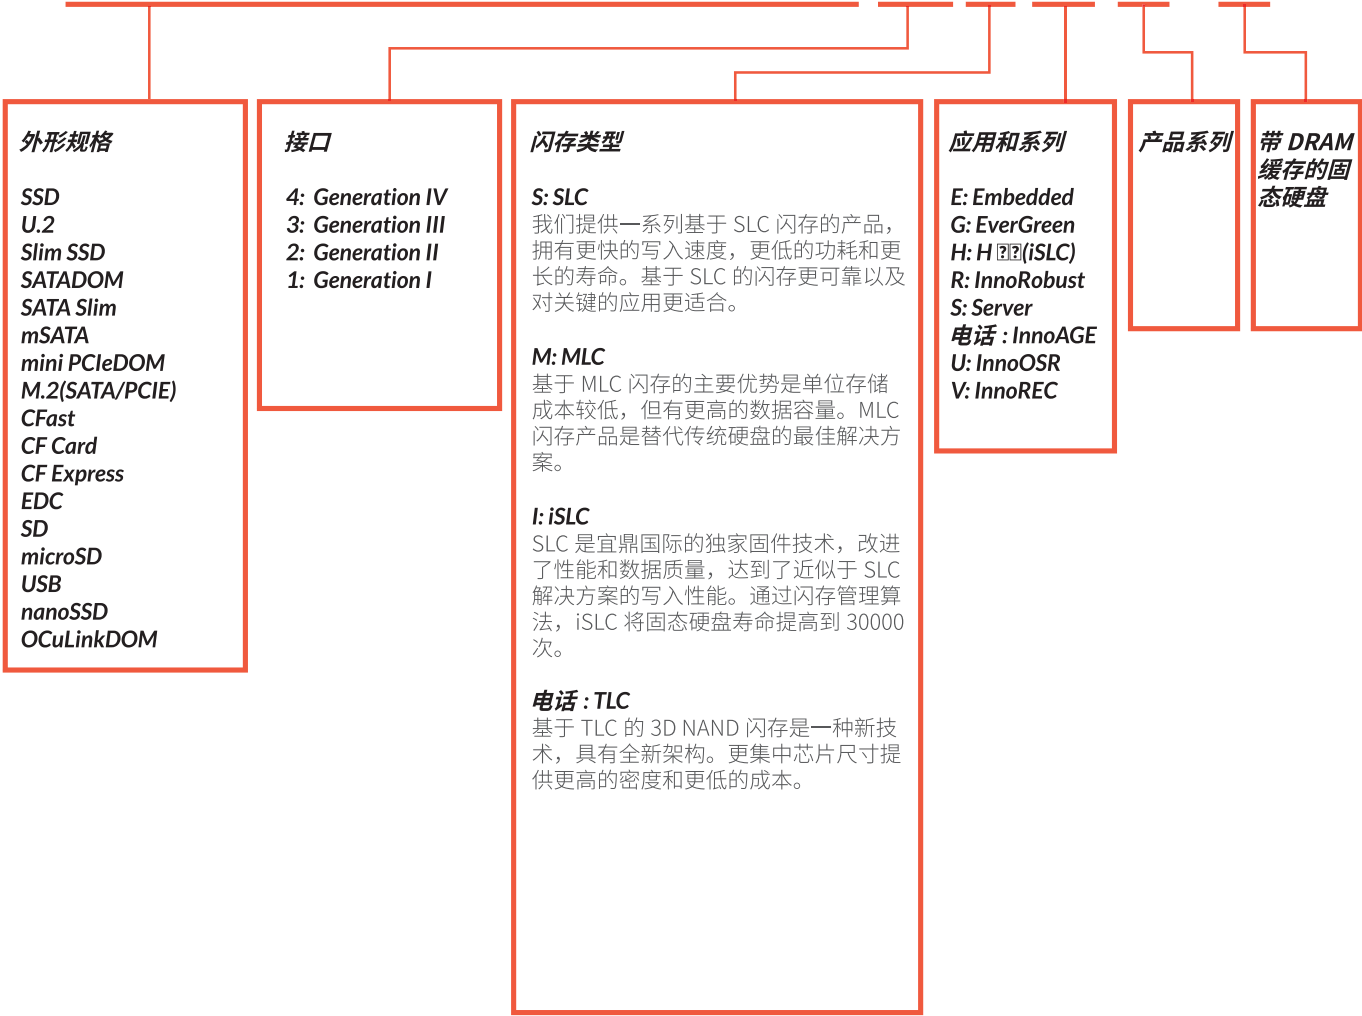 外形规格
SSD
U.2
Slim SSD
SATADOM
SATA Slim
mSATA
mini PCIeDOM
M.2(SATA/PCIE)
CFast
CF Card
CF Express
EDC
SD
microSD
USB
nanoSSD
OCuLinkDOM
接口
4: Generation IV
3: Generation III
2: Generation II
1: Generation I
闪存类型
S: SLC
我们提供一系列基于 SLC 闪存的产品，
拥有更快的写入速度，更低的功耗和更
长的寿命。基于 SLC 的闪存更可靠以及
对关键的应用更适合。
M: MLC
基于 MLC 闪存的主要优势是单位存储
成本较低，但有更高的数据容量。MLC
闪存产品是替代传统硬盘的最佳解决方
案。
I: iSLC
SLC 是宜鼎国际的独家固件技术，改进
了性能和数据质量，达到了近似于 SLC
解决方案的写入性能。通过闪存管理算
法，iSLC 将固态硬盘寿命提高到 30000
次。
电话 : TLC
基于 TLC 的 3D NAND 闪存是一种新技
术，具有全新架构。更集中芯片尺寸提
供更高的密度和更低的成本。
应用和系列
E: Embedded
G: EverGreen
H: H (iSLC)
R: InnoRobust
S: Server
电话 : InnoAGE
U: InnoOSR
V: InnoREC
产品系列
带 DRAM
缓存的固
态硬盘